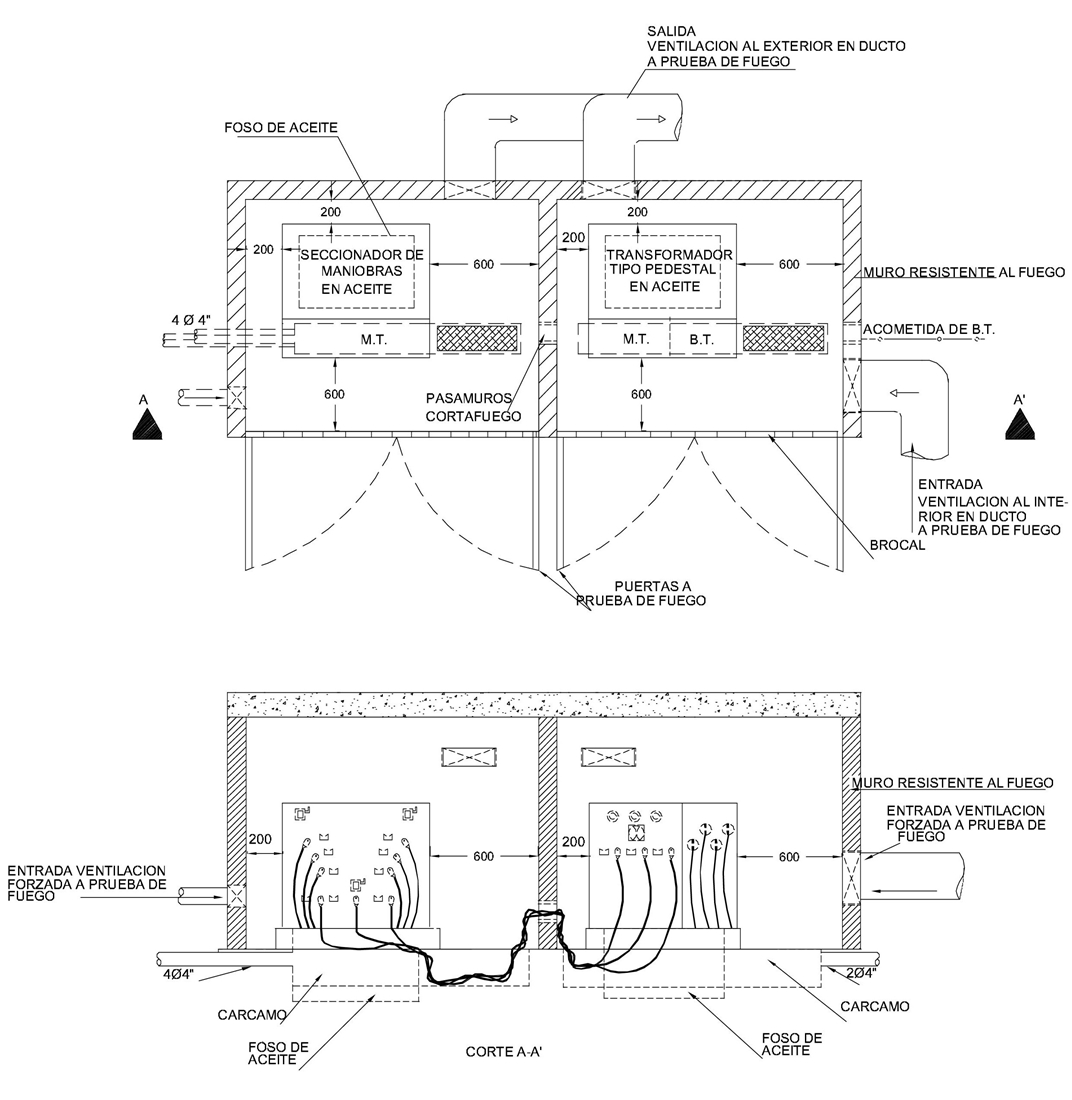 SALIDA
VENTILACION AL EXTERIOR EN DUCTO
A PRUEBA DE FUEGO
FOSO DE ACEITE
200
200
200
200
SECCIONADOR DE
MANIOBRAS
EN ACEITE
600
TRANSFORMADOR
TIPO PEDESTAL
EN ACEITE
600
MURO RESISTENTE AL FUEGO
4 Ø 4"
M.T.
M.T.
B.T.
ACOMETIDA DE B.T.
600
PASAMUROS
CORTAFUEGO
600
A
A'
ENTRADA
VENTILACION AL INTE-
RIOR EN DUCTO
A PRUEBA DE FUEGO
BROCAL
PUERTAS A
PRUEBA DE FUEGO
MURO RESISTENTE AL FUEGO
ENTRADA VENTILACION
FORZADA A PRUEBA DE
FUEGO
200
600
200
600
ENTRADA VENTILACION
FORZADA A PRUEBA DE
FUEGO
4Ø4"
2Ø4"
CARCAMO
CARCAMO
FOSO DE
ACEITE
CORTE A-A'
FOSO DE
ACEITE